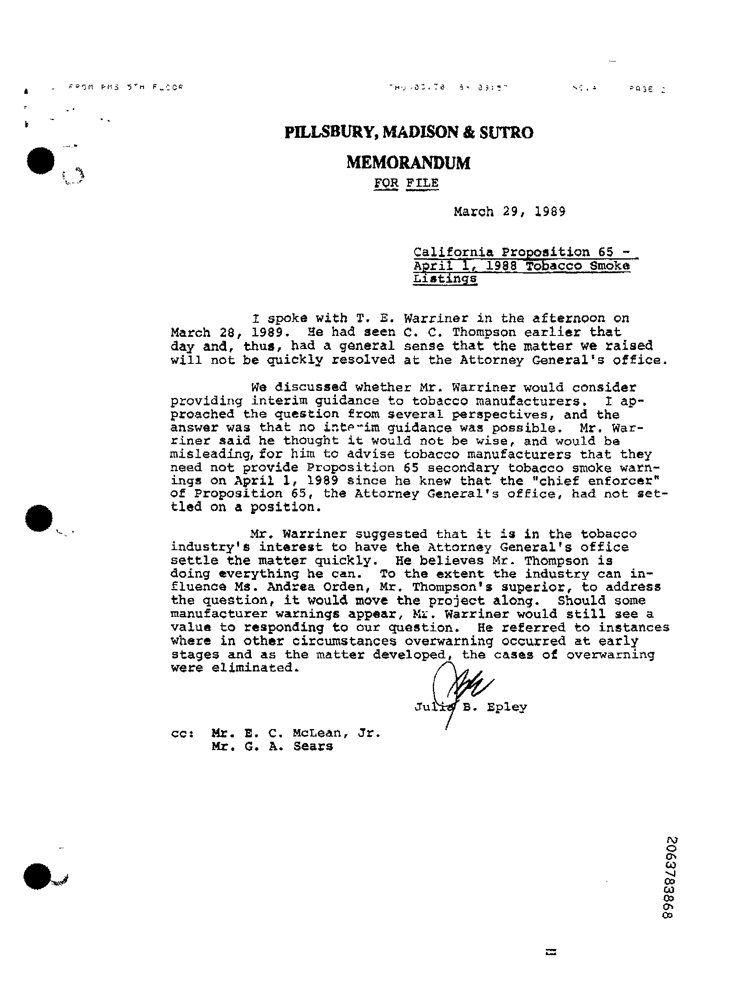 FROM PMS 5TH FLOOR
PAGE 2
PILLSBURY, MADISON & SUTRO
MEMORANDUM
FOR FILE
March 29, 1989
California Proposition 65 -
April 1, 1988 Tobacco Smoke
Listings
I spoke with T. E. Warriner in the afternoon on
March 28, 1989. He had seen C. C. Thompson earlier that
day and, thus, had a general sense that the matter we raised
will not be quickly resolved at the Attorney General's office.
We discussed whether Mr. Warriner would consider
providing interim guidance to tobacco manufacturers. I ap-
proached the question from several perspectives, and the
answer was that no interim guidance was possible. Mr. War-
riner said he thought it would not be wise, and would be
misleading, for him to advise tobacco manufacturers that they
need not provide Proposition 65 secondary tobacco smoke warn-
ings on April 1, 1989 since he knew that the "chief enforcer"
of Proposition 65, the Attorney General's office, had not set-
tled on a position.
Mr. Warriner suggested that it is in the tobacco
industry's interest to have the Attorney General's office
settle the matter quickly. He believes Mr. Thompson is
doing everything he can. To the extent the industry can in-
fluence Ms. Andrea Orden, Mr. Thompson's superior, to address
the question, it would move the project along. Should some
manufacturer warnings appear, Mr. Warriner would still see a
value to responding to our question. He referred to instances
where in other circumstances overwarning occurred at early
stages and as the matter developed, the cases of overwarning
were eliminated.
Julia B. Epley
cc: Mr. E. C. McLean, Jr.
Mr. G. A. Sears
2063783868